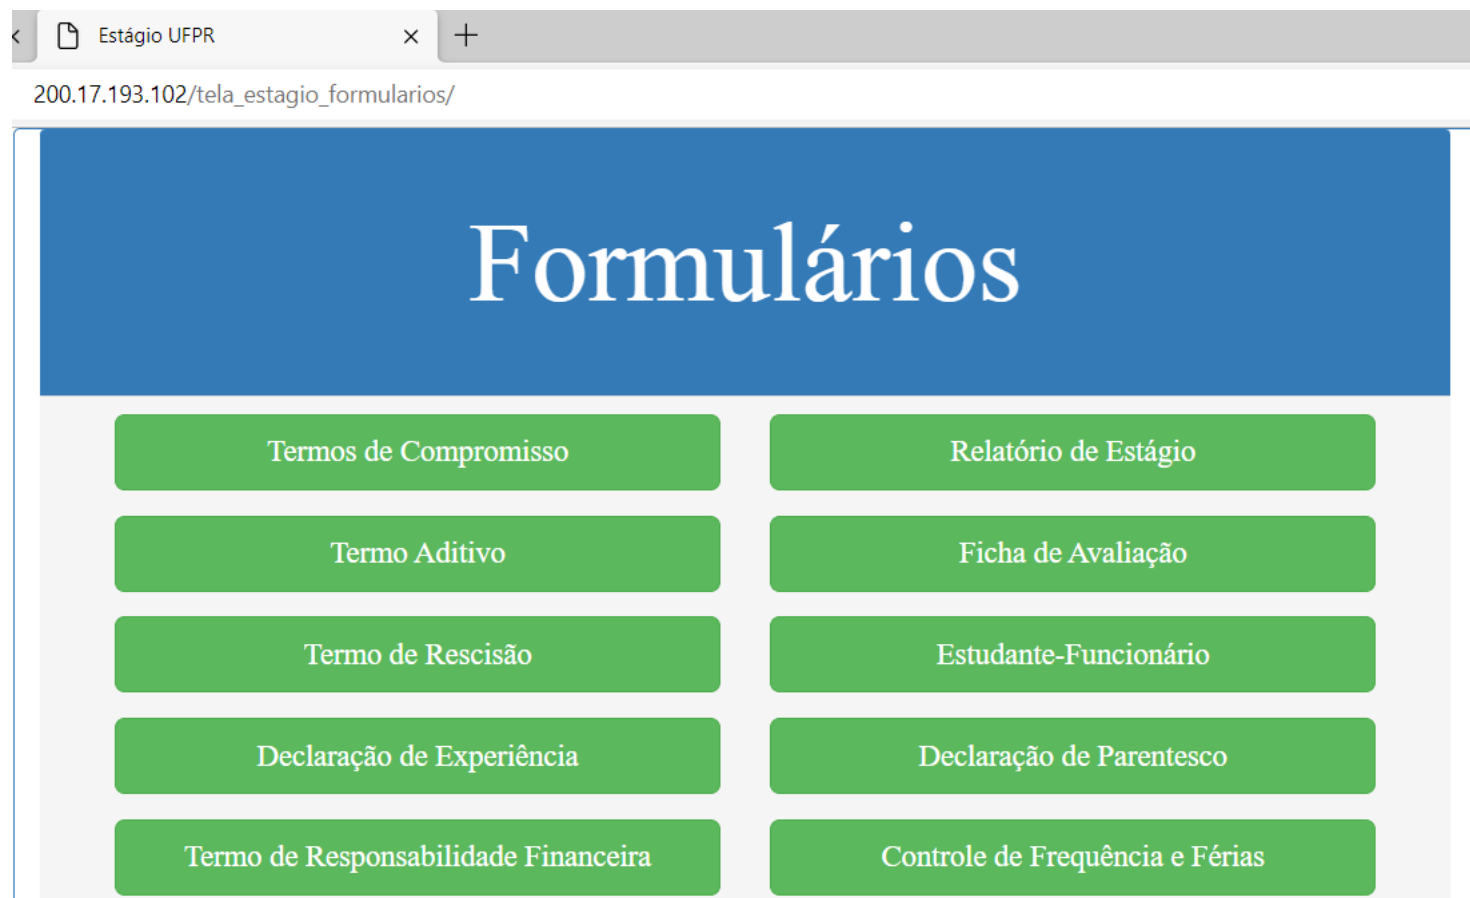 Estágio UFPR
200.17.193.102/tela_estagio_formularios/
Formulários
Termos de Compromisso
Relatório de Estágio
Termo Aditivo
Ficha de Avaliação
Termo de Rescisão
Estudante-Funcionário
Declaração de Experiência
Declaração de Parentesco
Termo de Responsabilidade Financeira
Controle de Frequência e Férias